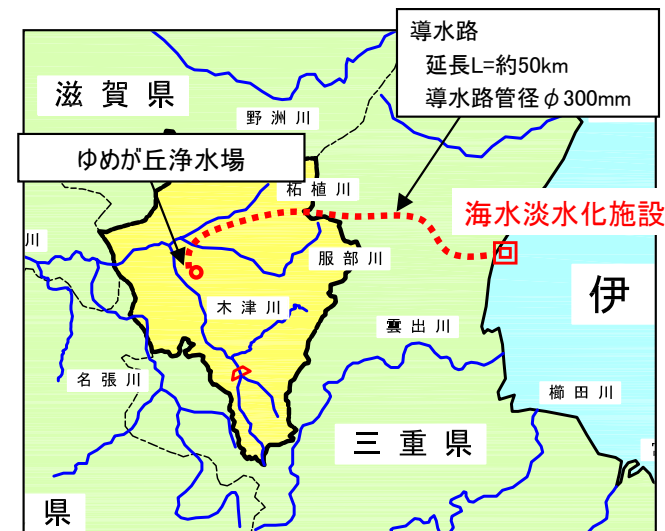 導水路
延長L=約50km
導水路管径φ300mm
滋賀県
野洲川
ゆめが丘浄水場
柘植川
海水淡水化施設
川
服部川
伊
木津川
雲出川
名張川
櫛田川
三重県
県